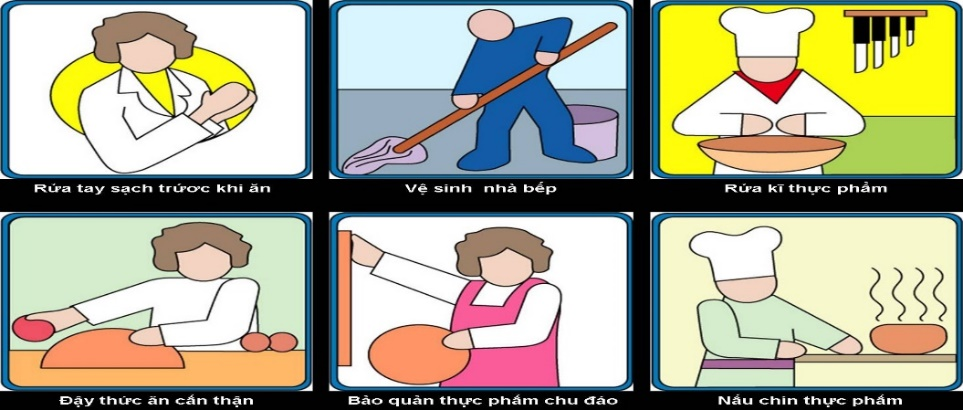 Rửa tay sạch trước khi ăn
Vệ sinh nhà bếp
Rửa kĩ thực phẩm
Đậy thức ăn cẩn thận
Bảo quản thực phẩm chu đáo
Nấu chín thực phẩm